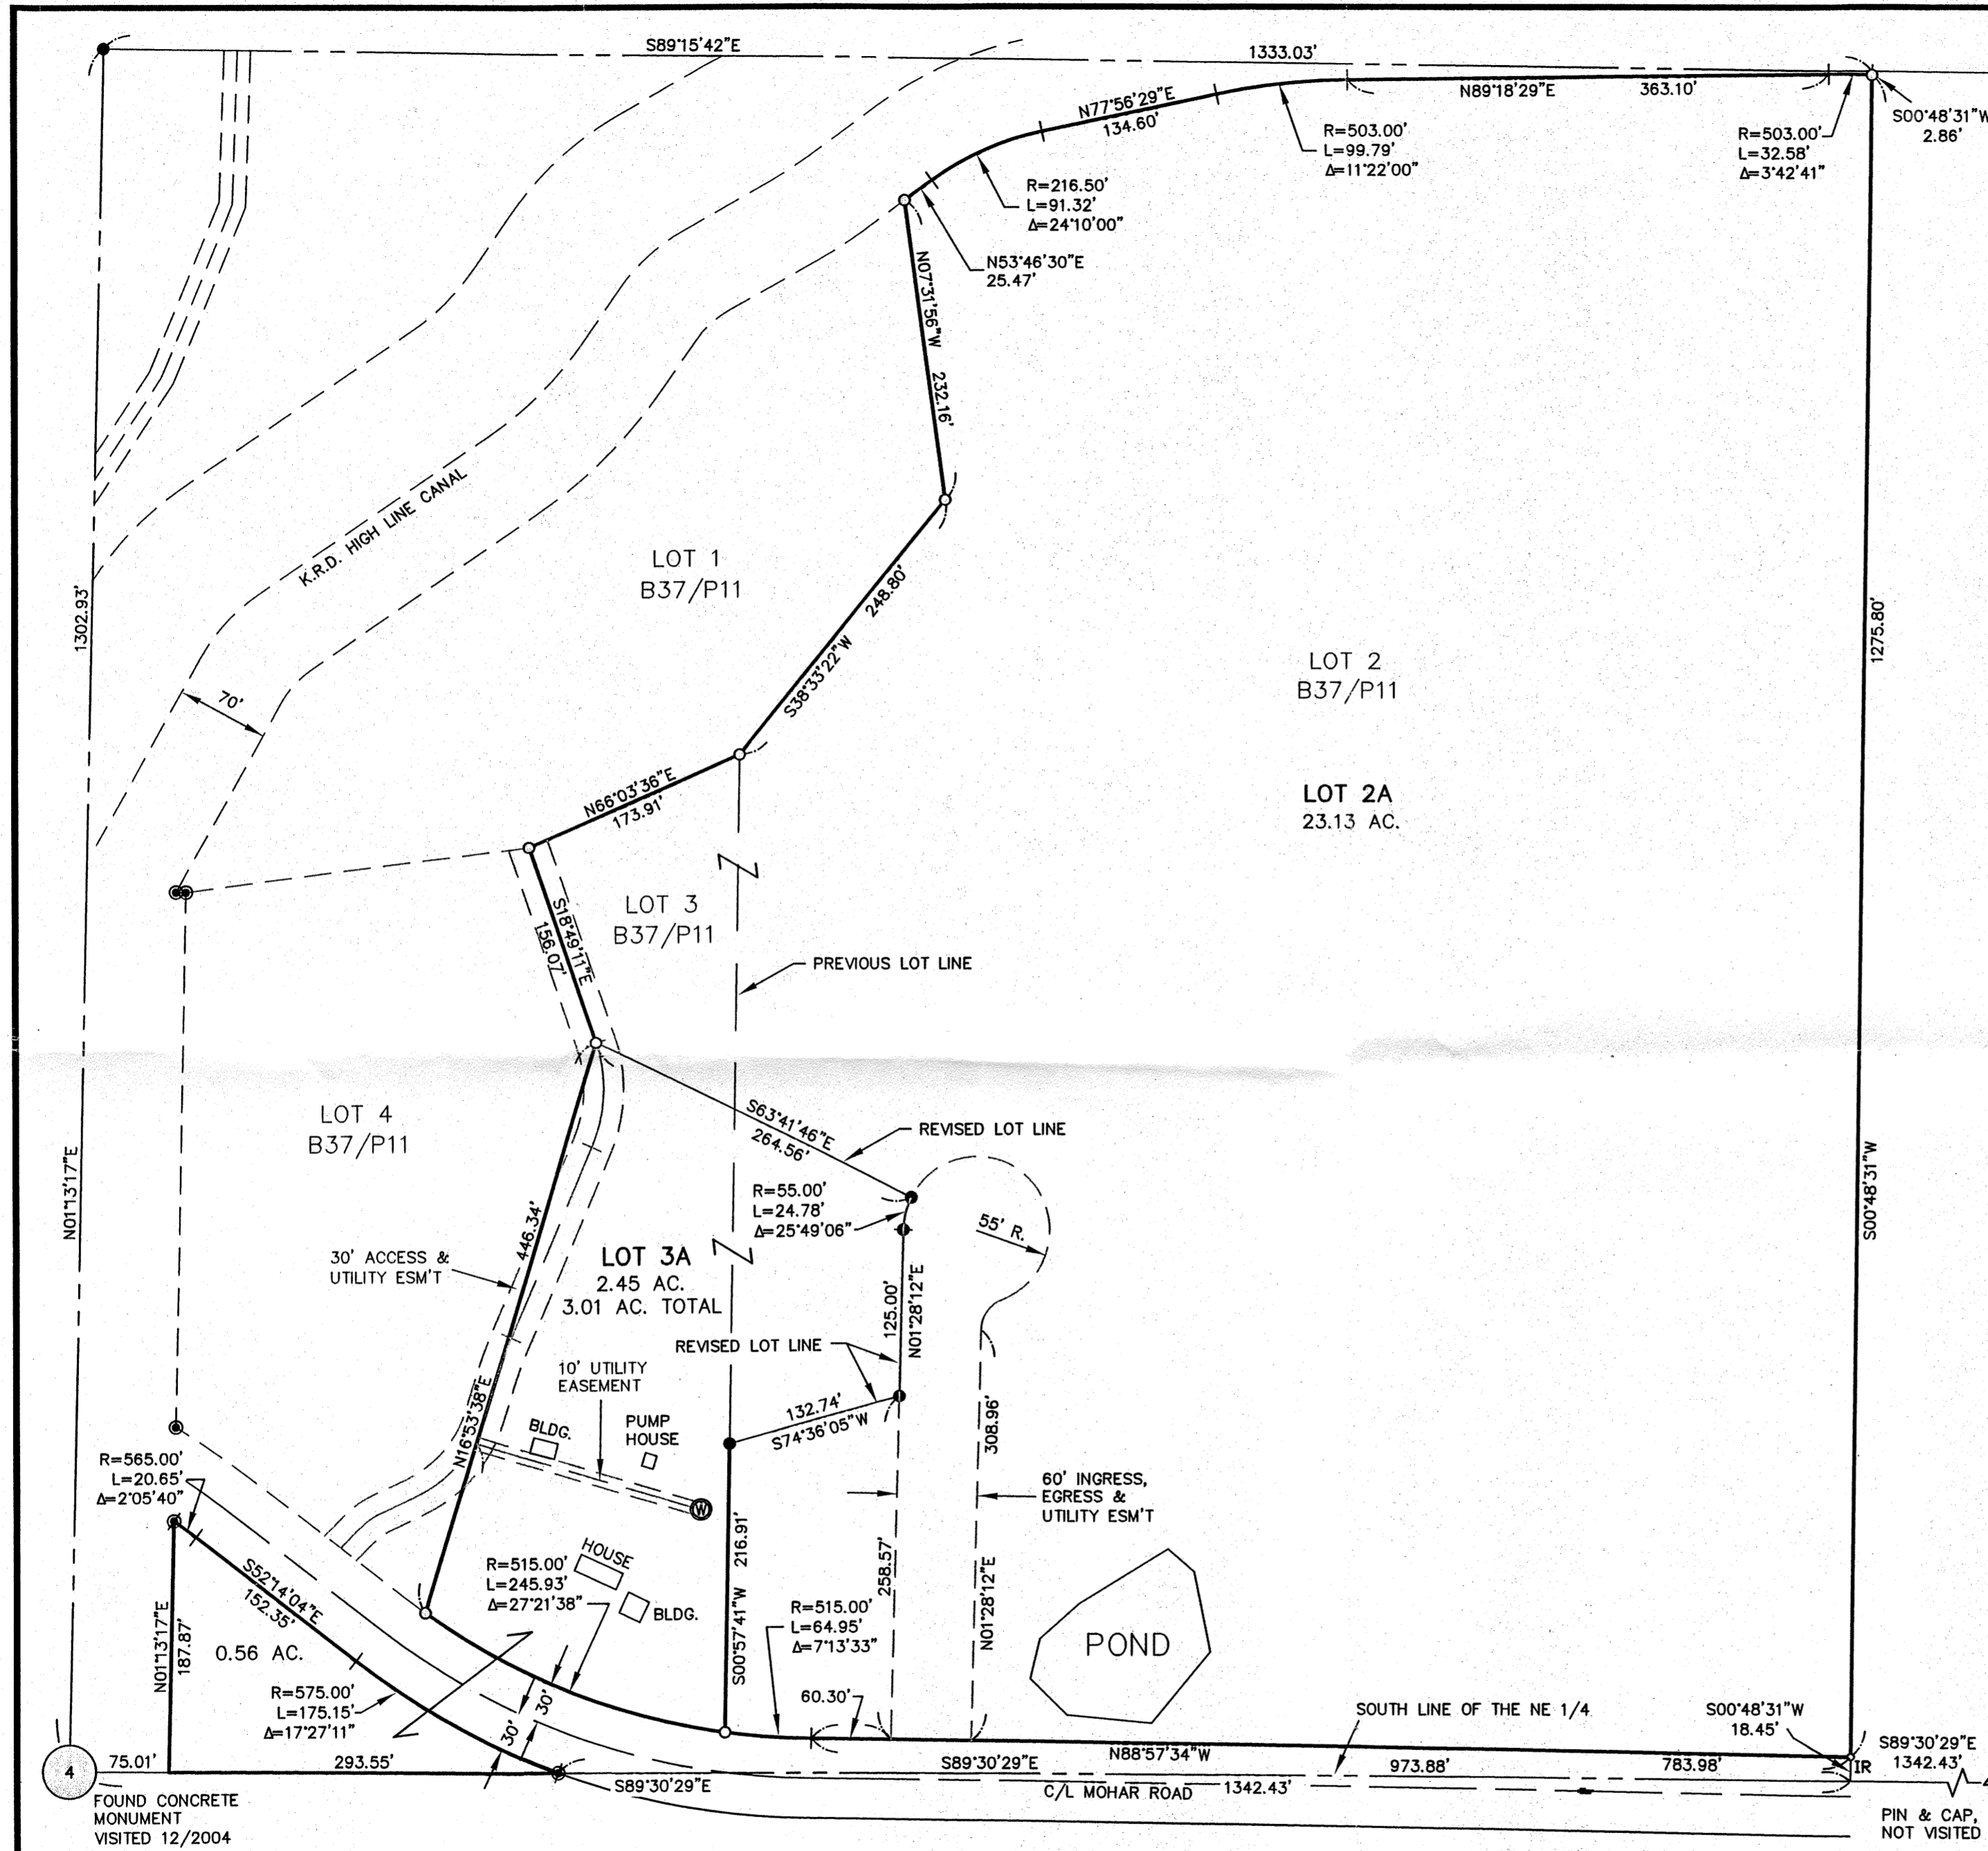 S89°15'42"E
1333.03'
N89°18'29"E
363.10'
S00°48'31"W
2.86'
N77°56'29"E
134.60'
R=503.00'
L=99.79'
Δ=11°22'00"
R=503.00'
L=32.58'
Δ=3°42'41"
R=216.50'
L=91.32'
Δ=24°10'00"
N53°46'30"E
25.47'
N07°31'56"W
232.16'
K.R.D. HIGH LINE CANAL
LOT 1
B37/P11
S38°33'22"W
248.80'
1302.93'
1275.80'
LOT 2
B37/P11
70'
LOT 2A
23.13 AC.
N66°03'36"E
173.91'
S18°49'11"E
156.07'
LOT 3
B37/P11
PREVIOUS LOT LINE
LOT 4
B37/P11
S63°41'46"E
264.56'
REVISED LOT LINE
N01°13'17"E
S00°48'31"W
R=55.00'
L=24.78'
Δ=25°49'06"
55' R.
446.34'
N16°53'38"E
30' ACCESS &
UTILITY ESM'T
LOT 3A
2.45 AC.
3.01 AC. TOTAL
125.00'
N01°28'12"E
REVISED LOT LINE
10' UTILITY
EASEMENT
BLDG.
PUMP
HOUSE
132.74'
S74°36'05"W
308.96'
R=565.00'
L=20.65'
Δ=2°05'40"
60' INGRESS,
EGRESS &
UTILITY ESM'T
W
S52°14'04"E
152.35'
HOUSE
BLDG.
R=515.00'
L=245.93'
Δ=27°21'38"
216.91'
S00°57'41"W
258.57'
N01°28'12"E
R=515.00'
L=64.95'
Δ=7°13'33"
POND
N01°13'17"E
187.87'
0.56 AC.
R=575.00'
L=175.15'
Δ=17°27'11"
30'
30'
60.30'
SOUTH LINE OF THE NE 1/4
S00°48'31"W
18.45'
4
75.01'
293.55'
S89°30'29"E
S89°30'29"E
N88°57'34"W
973.88'
783.98'
IR
S89°30'29"E
1342.43'
C/L MOHAR ROAD
1342.43'
FOUND CONCRETE
MONUMENT
VISITED 12/2004
PIN & CAP,
NOT VISITED